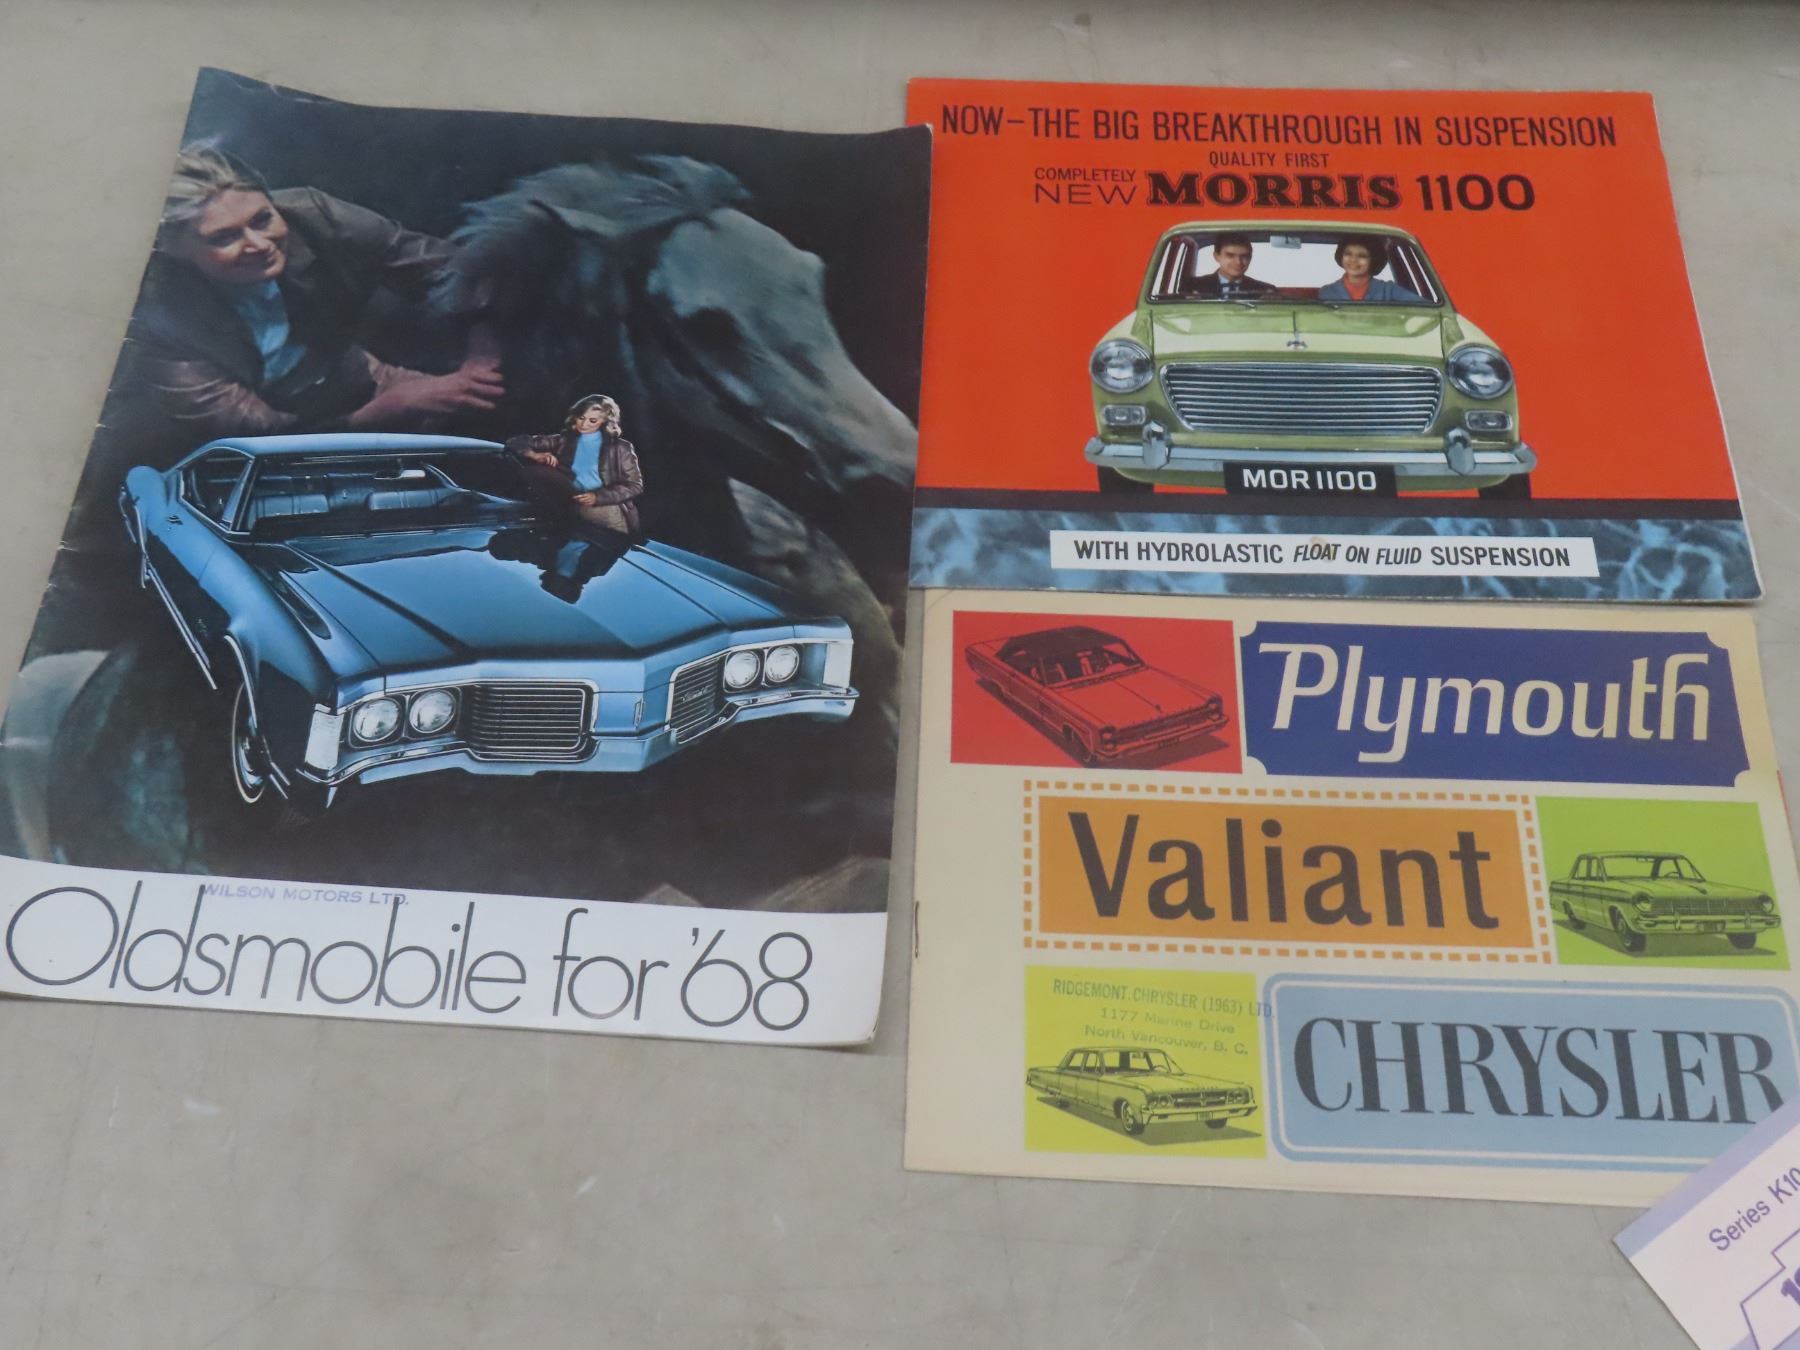 WILSON MOTORS LTD.
Oldsmobile for '68
NOW–THE BIG BREAKTHROUGH IN SUSPENSION
QUALITY FIRST
COMPLETELY
NEW MORRIS 1100
MOR 1100
WITH HYDROLASTIC FLOAT ON FLUID SUSPENSION
Plymouth
Valiant
RIDGEMONT CHRYSLER (1963) LTD.
1177 Marine Drive
North Vancouver, B. C.
CHRYSLER
Series K10